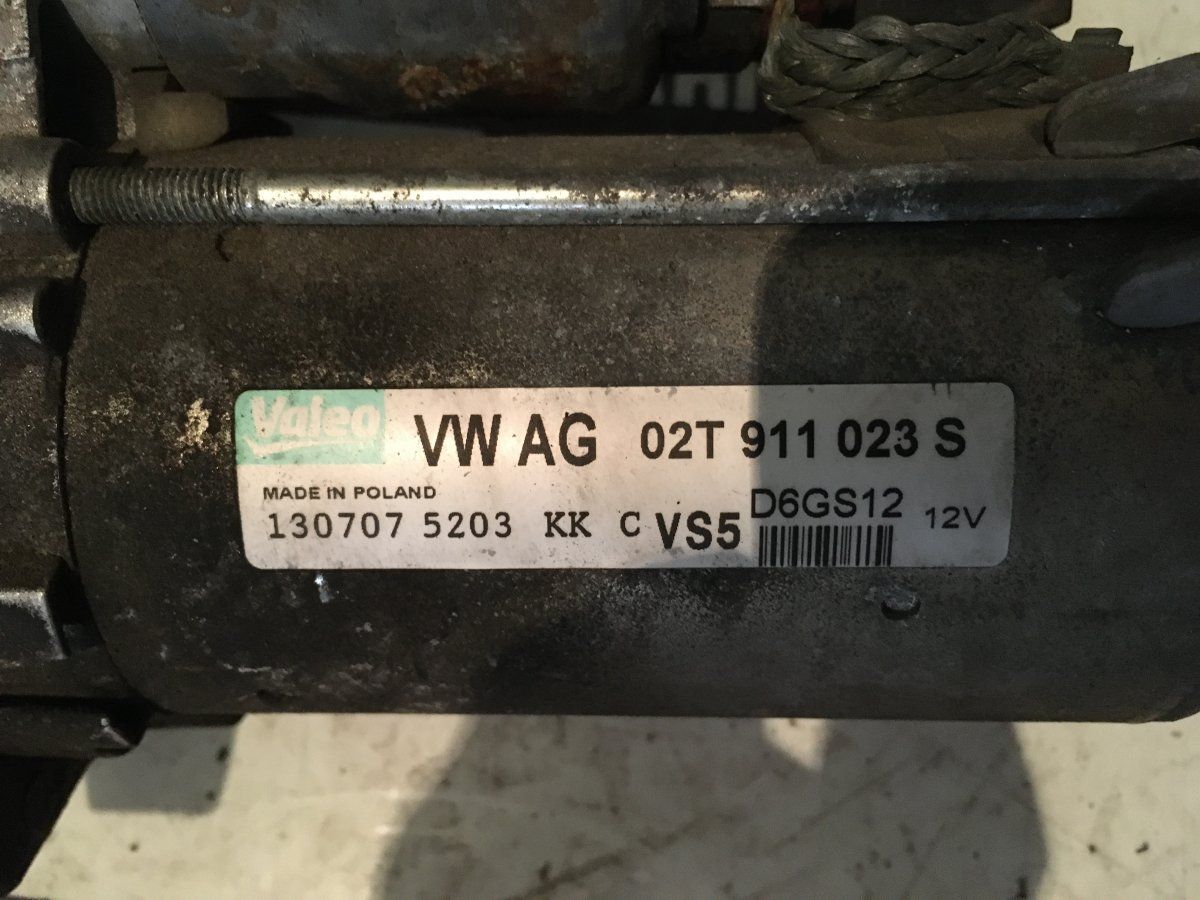 Valeo VW AG 02T 911 023 S
MADE IN POLAND
130707 5203 KK C VS5 D6GS12 12V